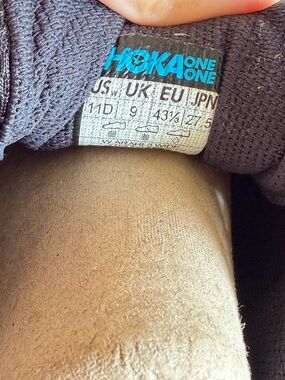 HOKA ONE ONE
US W. UK EU JPN
11D 9 43⅓ 27.5